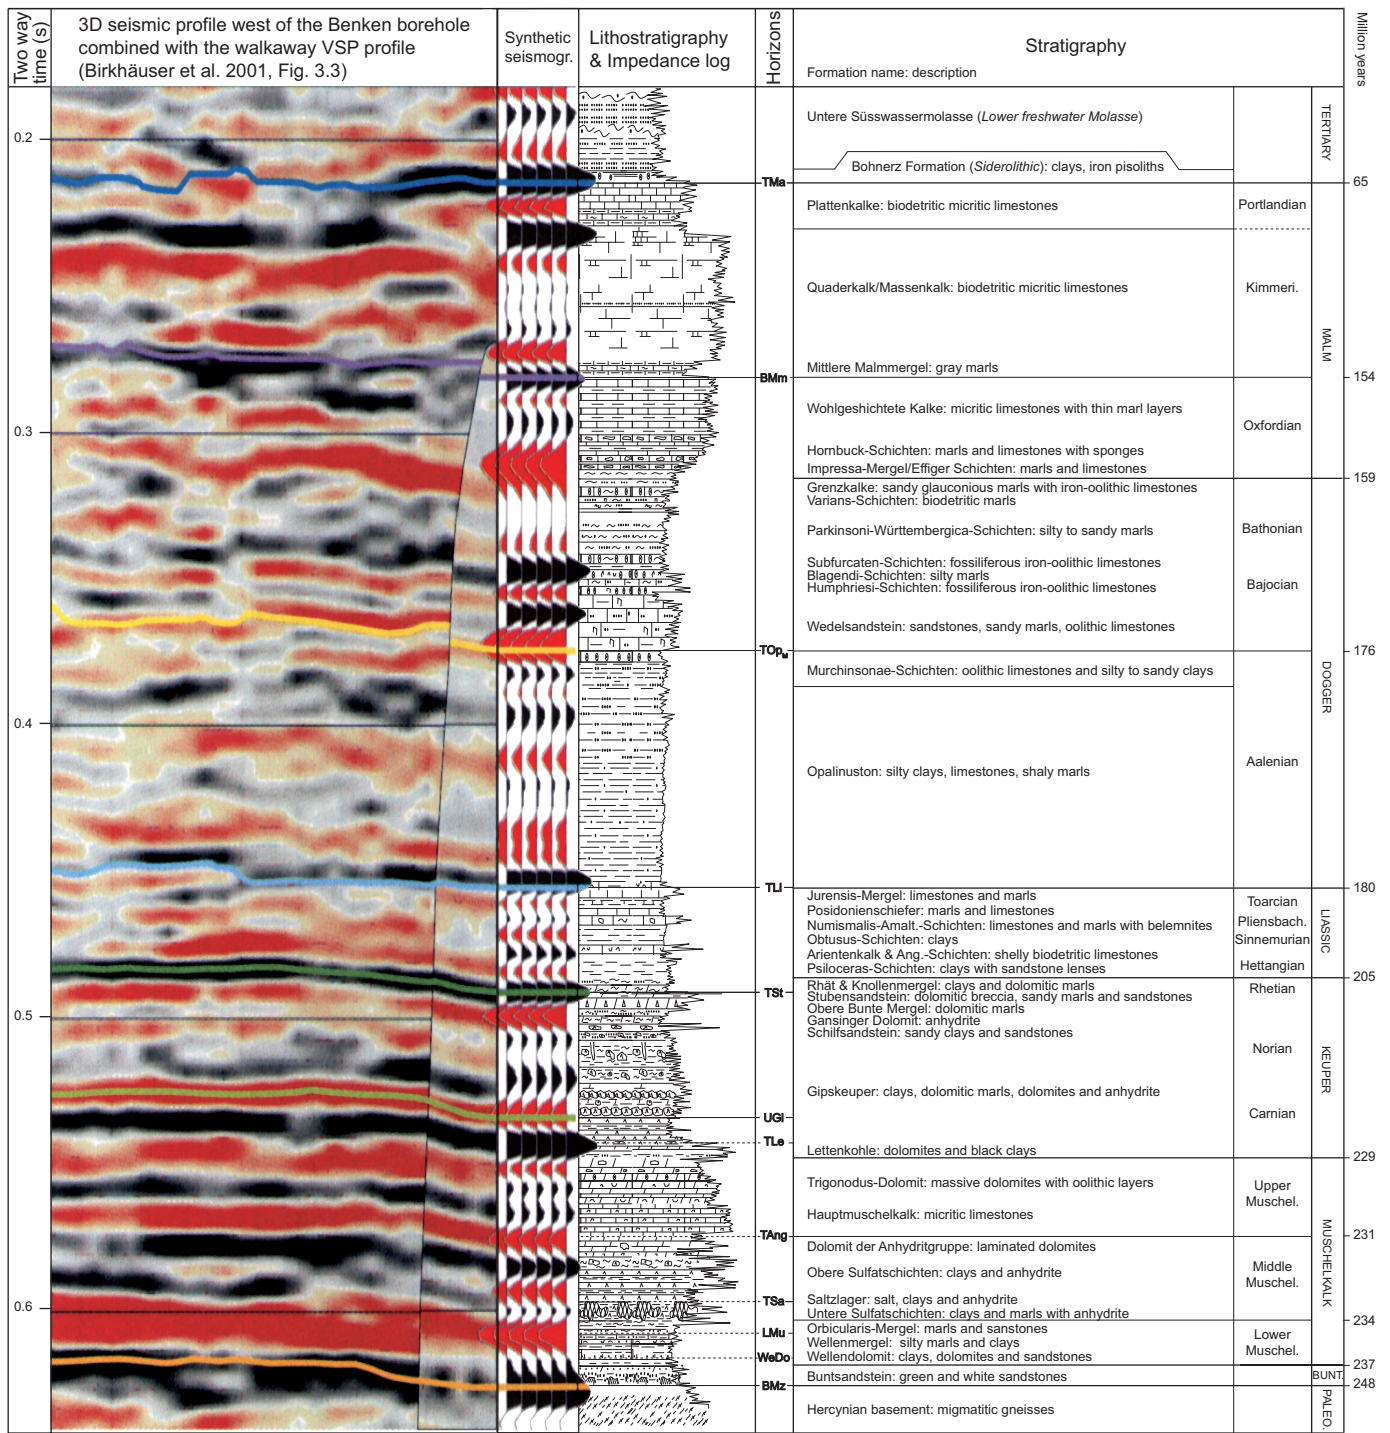 Two way
time (s)
3D seismic profile west of the Benken borehole
combined with the walkaway VSP profile
(Birkhäuser et al. 2001, Fig. 3.3)
Synthetic
seismogr.
Lithostratigraphy
& Impedance log
Horizons
Stratigraphy
Formation name: description
Million years
0.2
0.3
0.4
0.5
0.6
TMa
BMm
TOpM
TLi
TSt
UGi
TLe
TAng
TSa
LMu
WeDo
BMz
Untere Süsswassermolasse (Lower freshwater Molasse)
Bohnerz Formation (Siderolithic): clays, iron pisoliths
Plattenkalke: biodetritic micritic limestones
Quaderkalk/Massenkalk: biodetritic micritic limestones
Mittlere Malmmergel: gray marls
Wohlgeschichtete Kalke: micritic limestones with thin marl layers
Hornbuck-Schichten: marls and limestones with sponges
Impressa-Mergel/Effiger Schichten: marls and limestones
Grenzkalke: sandy glauconious marls with iron-oolithic limestones
Varians-Schichten: biodetritic marls
Parkinsoni-Württembergica-Schichten: silty to sandy marls
Subfurcaten-Schichten: fossiliferous iron-oolithic limestones
Blagendi-Schichten: silty marls
Humphriesi-Schichten: fossiliferous iron-oolithic limestones
Wedelsandstein: sandstones, sandy marls, oolithic limestones
Murchinsonae-Schichten: oolithic limestones and silty to sandy clays
Opalinuston: silty clays, limestones, shaly marls
Jurensis-Mergel: limestones and marls
Posidonienschiefer: marls and limestones
Numismalis-Amalt.-Schichten: limestones and marls with belemnites
Obtusus-Schichten: clays
Arientenkalk & Ang.-Schichten: shelly biodetritic limestones
Psiloceras-Schichten: clays with sandstone lenses
Rhät & Knollenmergel: clays and dolomitic marls
Stubensandstein: dolomitic breccia, sandy marls and sandstones
Obere Bunte Mergel: dolomitic marls
Gansinger Dolomit: anhydrite
Schilfsandstein: sandy clays and sandstones
Gipskeuper: clays, dolomitic marls, dolomites and anhydrite
Lettenkohle: dolomites and black clays
Trigonodus-Dolomit: massive dolomites with oolithic layers
Hauptmuschelkalk: micritic limestones
Dolomit der Anhydritgruppe: laminated dolomites
Obere Sulfatschichten: clays and anhydrite
Saltzlager: salt, clays and anhydrite
Untere Sulfatschichten: clays and marls with anhydrite
Orbicularis-Mergel: marls and sanstones
Wellenmergel: silty marls and clays
Wellendolomit: clays, dolomites and sandstones
Buntsandstein: green and white sandstones
Hercynian basement: migmatitic gneisses
Portlandian
Kimmeri.
Oxfordian
Bathonian
Bajocian
Aalenian
Toarcian
Pliensbach.
Sinnemurian
Hettangian
Rhetian
Norian
Carnian
Upper
Muschel.
Middle
Muschel.
Lower
Muschel.
TERTIARY
MALM
DOGGER
LIASSIC
KEUPER
MUSCHELKALK
BUNT.
PALEO.
65
154
159
176
180
205
229
231
234
237
248